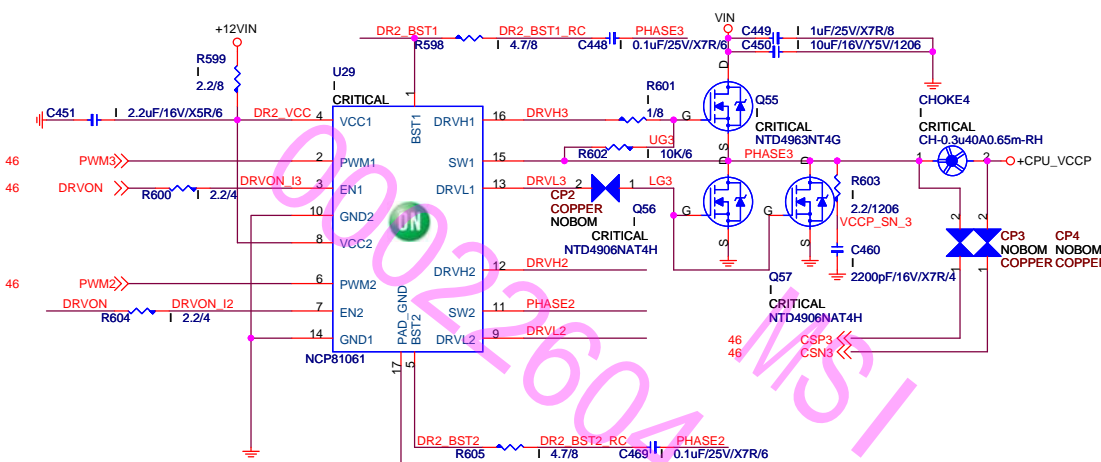 +12VIN
R599
I
2.2/8
C451
I
2.2uF/16V/X5R/6
DR2_VCC
DR2_BST1
R598
I
4.7/8
DR2_BST1_RC
C448
I
0.1uF/25V/X7R/6
PHASE3
VIN
C449
I
1uF/25V/X7R/8
C450
I
10uF/16V/Y5V/1206
U29
I
CRITICAL
1
BST1
4
VCC1
2
PWM1
3
EN1
10
GND2
8
VCC2
6
PWM2
7
EN2
14
GND1
16
DRVH1
15
SW1
13
DRVL1
12
DRVH2
11
SW2
9
DRVL2
PAD_GND
17
BST2
5
ON
NCP81061
46
PWM3
46
DRVON
R600
I
2.2/4
DRVON_I3
46
PWM2
DRVON
R604
I
2.2/4
DRVON_I2
DRVH3
R601
I
1/8
UG3
R602
I
10K/6
PHASE3
DRVL3
2
1
LG3
CP2
COPPER
NOBOM
G
D
S
Q55
I
CRITICAL
NTD4963NT4G
G
D
S
Q56
I
CRITICAL
NTD4906NAT4H
G
D
S
Q57
I
CRITICAL
NTD4906NAT4H
R603
I
2.2/1206
VCCP_SN_3
C460
I
2200pF/16V/X7R/4
CHOKE4
I
CRITICAL
CH-0.3u40A0.65m-RH
1
2
+CPU_VCCP
2
2
CP3
NOBOM
COPPER
CP4
NOBOM
COPPER
1
1
46
CSP3
46
CSN3
DRVH2
PHASE2
DRVL2
DR2_BST2
R605
I
4.7/8
DR2_BST2_RC
C469
I
0.1uF/25V/X7R/6
PHASE2
00022604
MSI